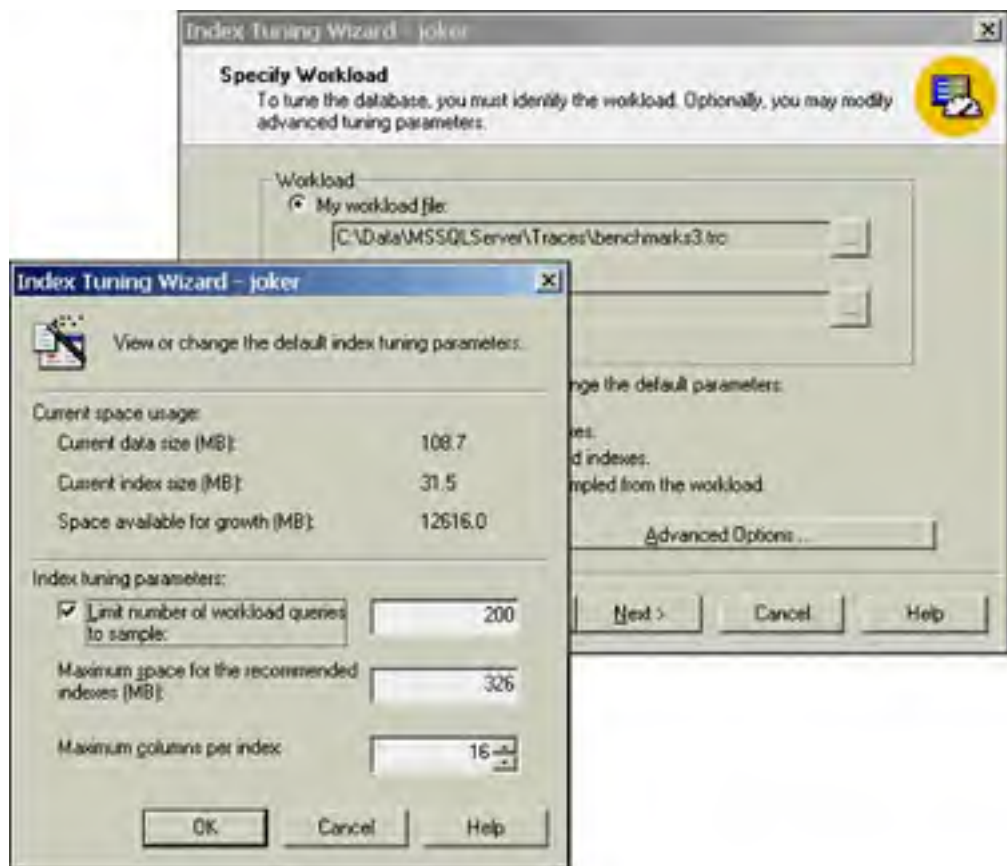 Index Tuning Wizard - joker
Specify Workload
To tune the database, you must identify the workload. Optionally, you may modify
advanced tuning parameters.
Workload
My workload file:
C:\Data\MSSQLServer\Traces\benchmarks3.trc
...
...
nge the default parameters.
xes.
d indexes.
mpled from the workload.
Advanced Options ...
Next >
Cancel
Help
Index Tuning Wizard - joker
View or change the default index tuning parameters.
Current space usage:
Current data size (MB): 108.7
Current index size (MB): 31.5
Space available for growth (MB): 12616.0
Index tuning parameters:
Limit number of workload queries
to sample: 200
Maximum space for the recommended
indexes (MB): 326
Maximum columns per index: 16
OK
Cancel
Help